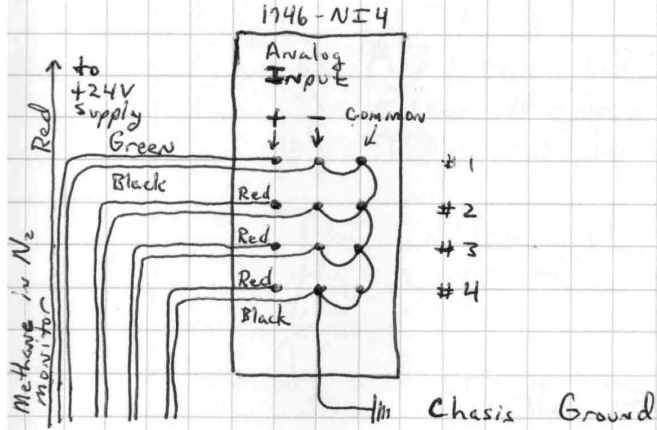 1746-NI4
Analog
Input
+ - Common
to
+24V
Supply
Red
Green
Black
Red
Red
Red
Black
#1
#2
#3
#4
Methane in N2
monitor
Chasis Ground